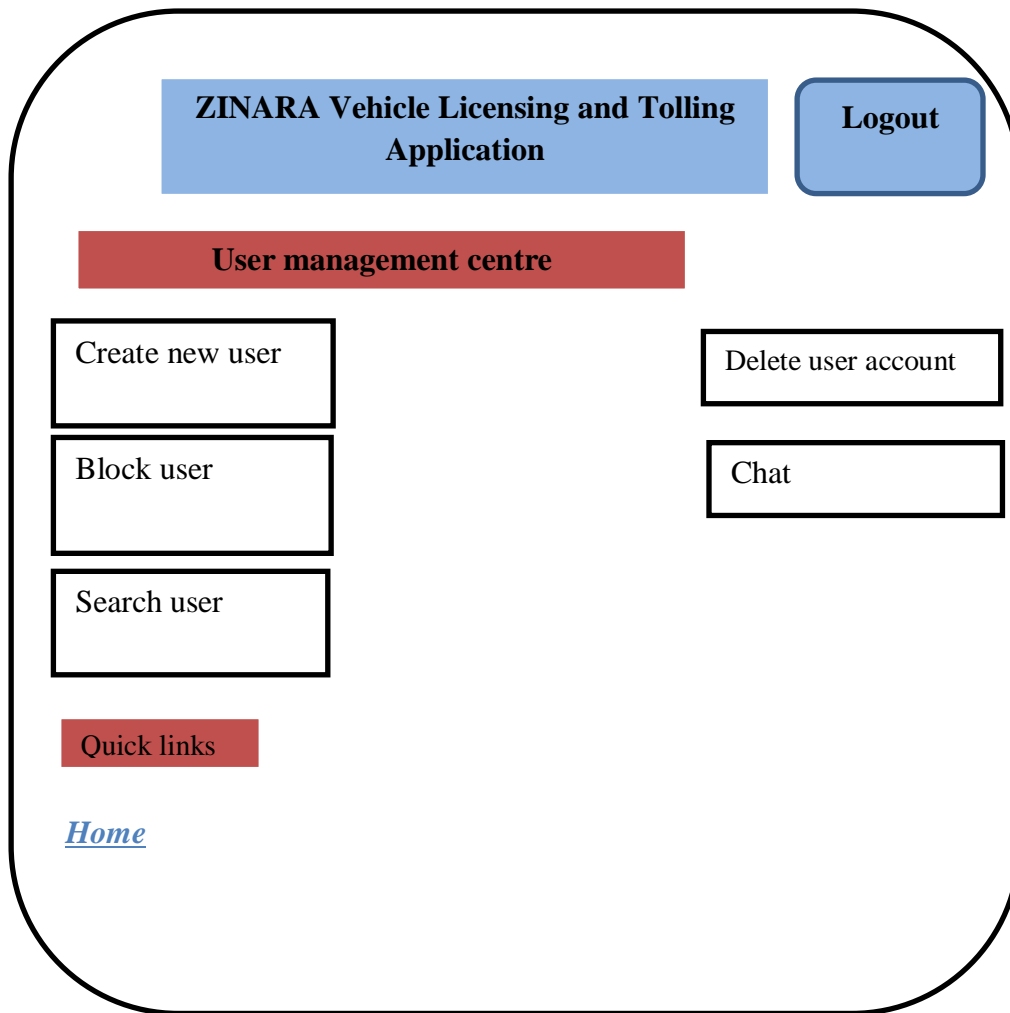 ZINARA Vehicle Licensing and Tolling
Application
Logout
User management centre
Create new user
Delete user account
Block user
Chat
Search user
Quick links
Home